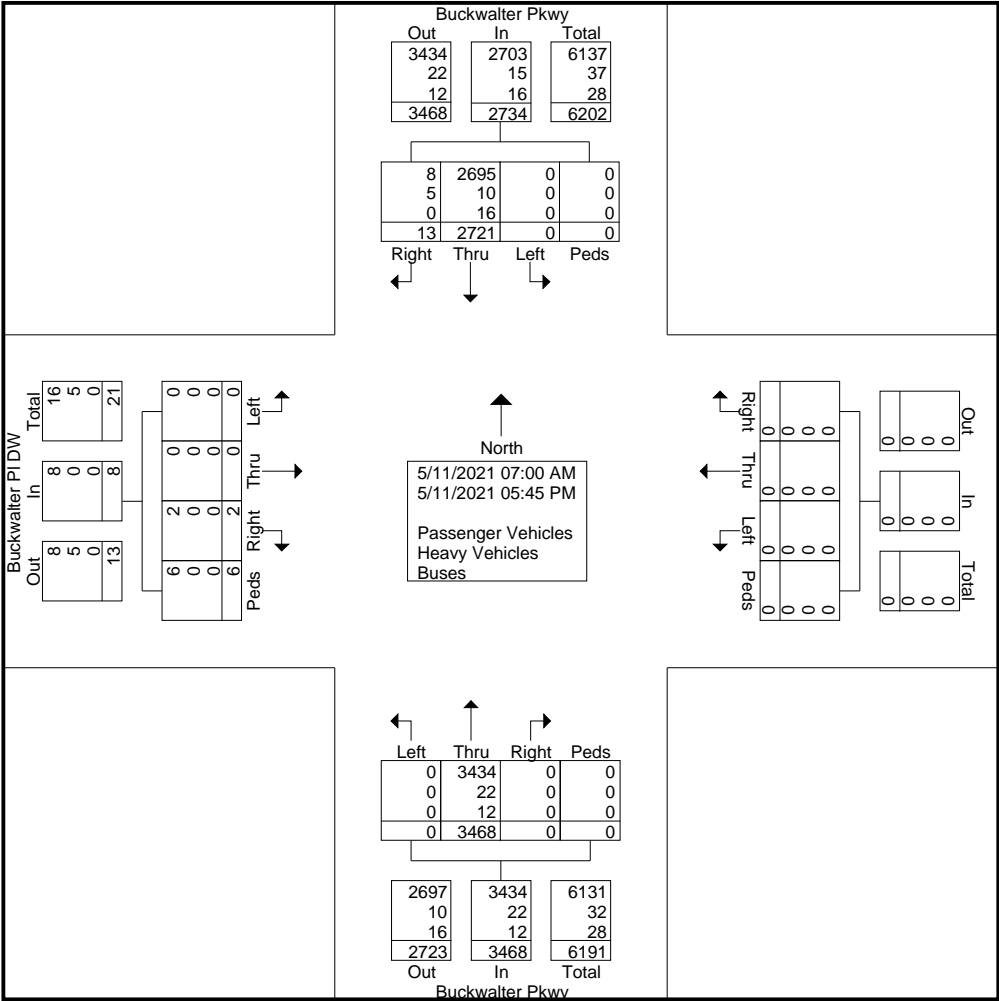 Buckwalter Pkwy
Out In Total
3434 2703 6137
22 15 37
12 16 28
3468 2734 6202
8 2695 0 0
5 10 0 0
0 16 0 0
13 2721 0 0
Right Thru Left Peds
Buckwalter Pl DW
Total In Out
16 5 0 21
8 0 0 8
8 5 0 13
Left Thru Right Peds
0 0 0 0
0 0 0 0
2 0 0 2
6 0 0 6
North
5/11/2021 07:00 AM
5/11/2021 05:45 PM
Passenger Vehicles
Heavy Vehicles
Buses
Right Thru Left Peds
0 0 0 0
0 0 0 0
0 0 0 0
0 0 0 0
Out In Total
0 0 0 0
0 0 0 0
0 0 0 0
Left Thru Right Peds
0 3434 0 0
0 22 0 0
0 12 0 0
0 3468 0 0
2697 3434 6131
10 22 32
16 12 28
2723 3468 6191
Out In Total
Buckwalter Pkwy